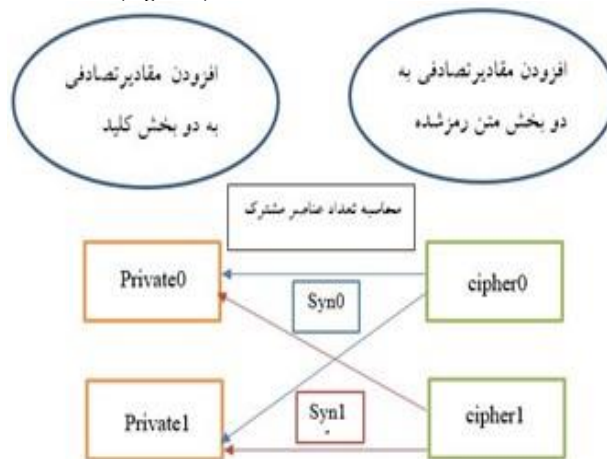 افزودن مقادیرتصادفی به
دو بخش متن رمزشده
افزودن مقادیرتصادفی
به دو بخش کلید
محاسبه تعداد عناصر مشترک
Private0
Syn0
cipher0
Private1
Syn1
cipher1